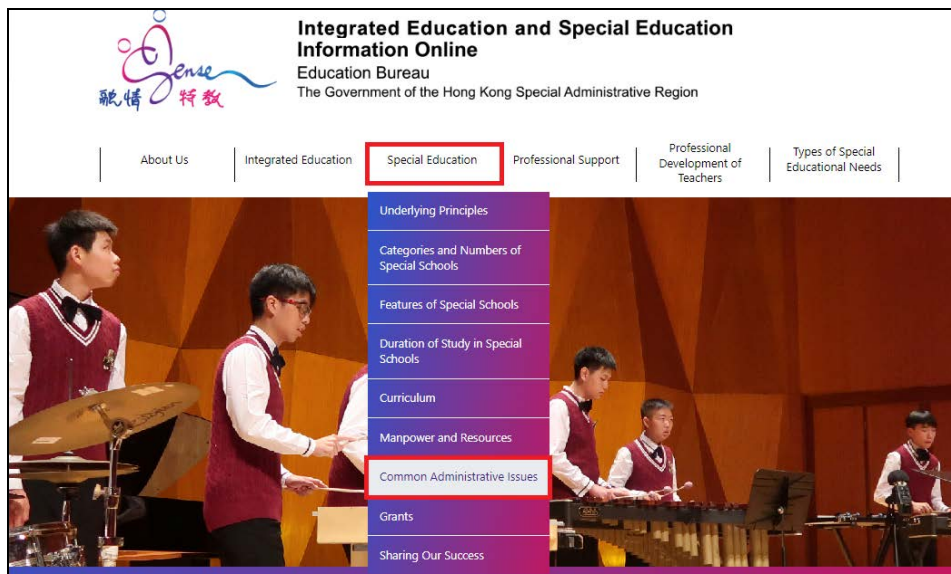 Sense
融情 特教
Integrated Education and Special Education
Information Online
Education Bureau
The Government of the Hong Kong Special Administrative Region
About Us
Integrated Education
Special Education
Professional Support
Professional
Development of
Teachers
Types of Special
Educational Needs
Underlying Principles
Categories and Numbers of
Special Schools
Features of Special Schools
Duration of Study in Special
Schools
Curriculum
Manpower and Resources
Common Administrative Issues
Grants
Sharing Our Success